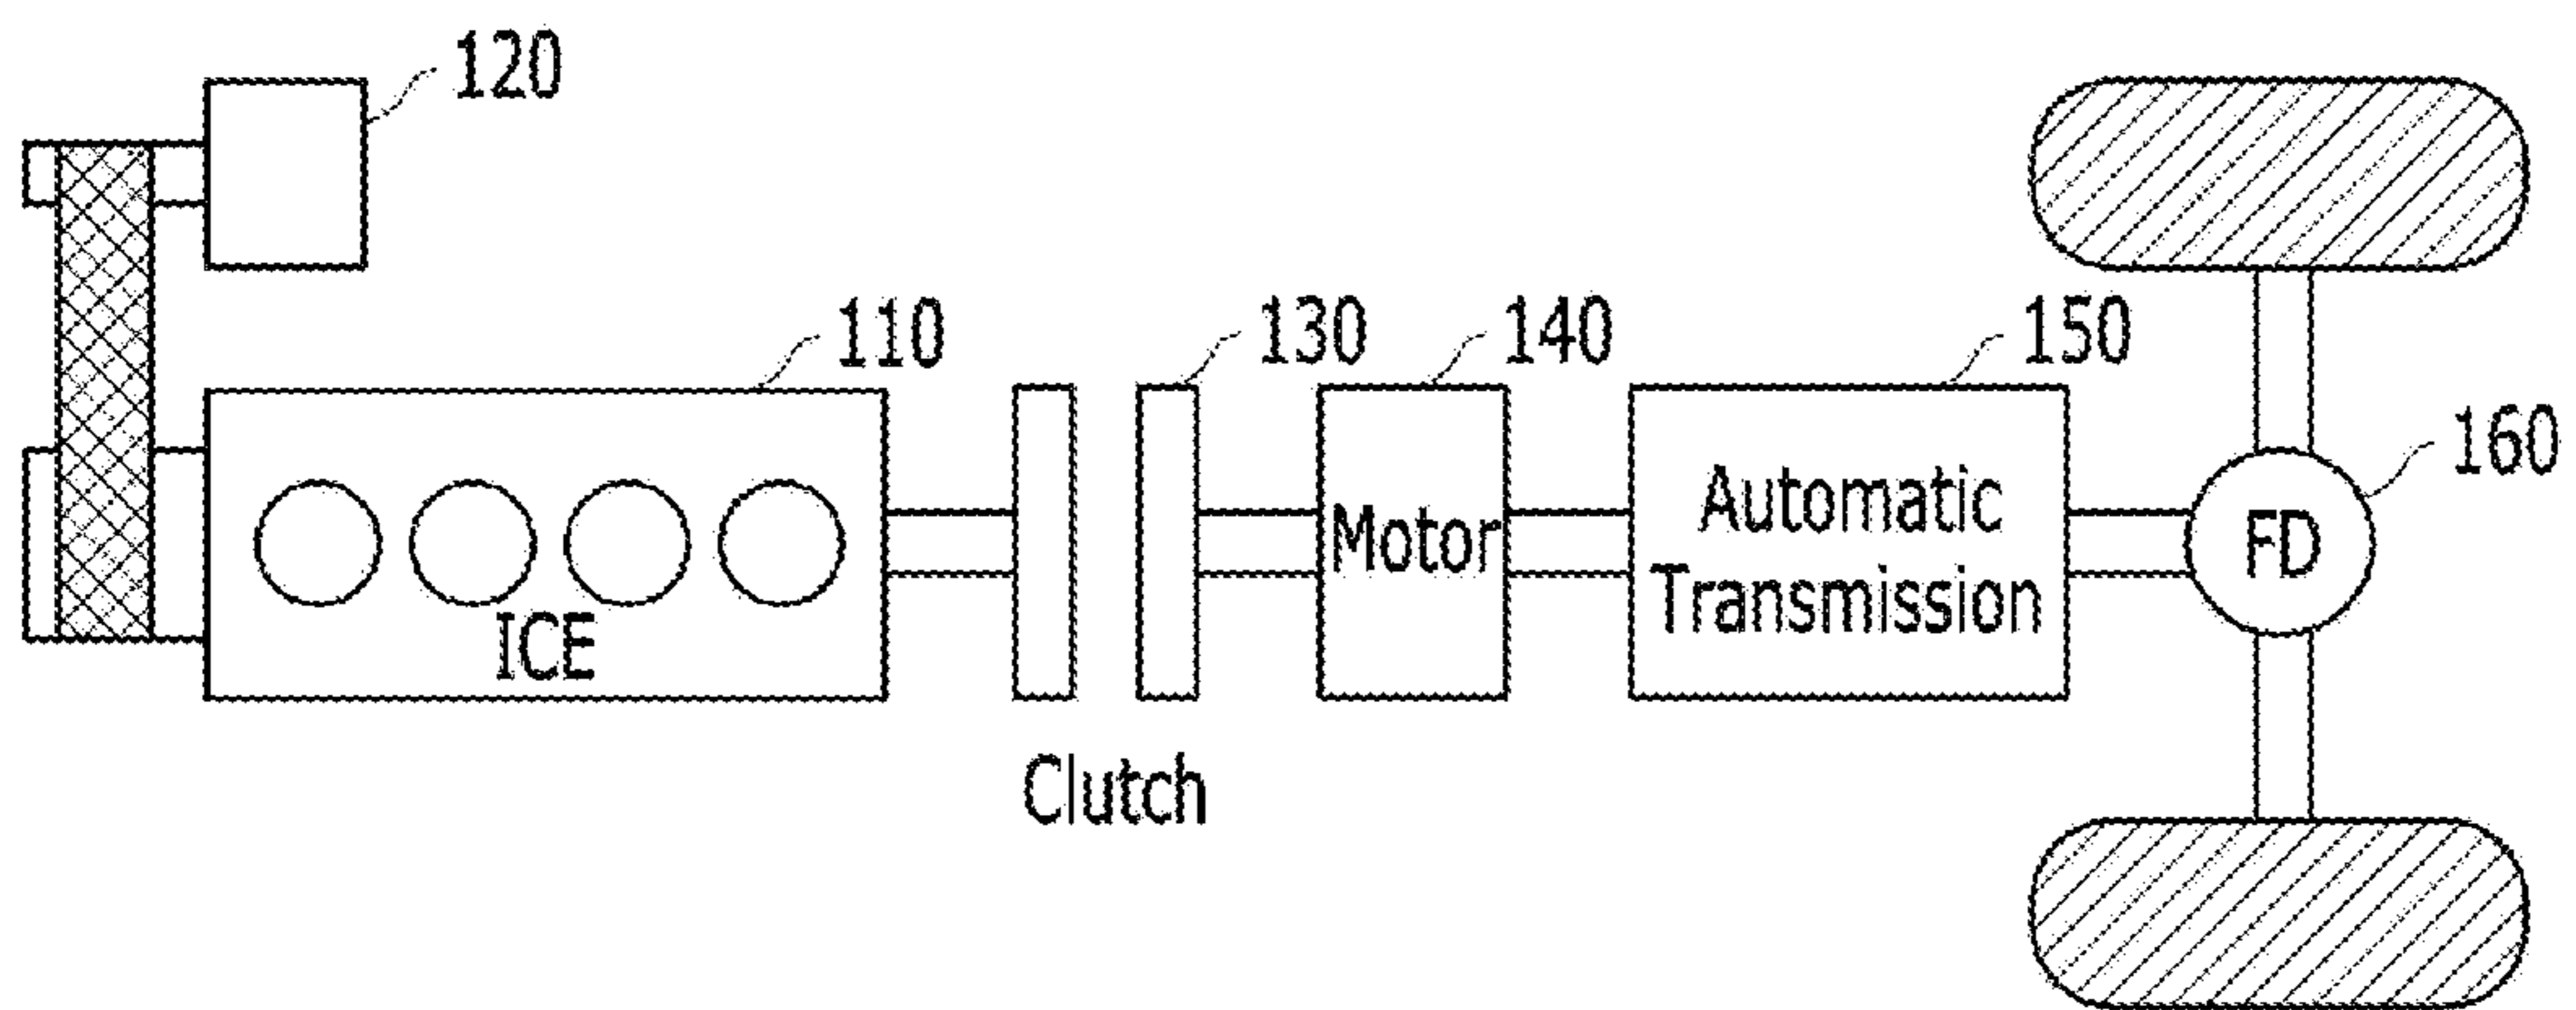 120
110
130
140
150
160
ICE
Motor
Automatic
Transmission
FD
Clutch